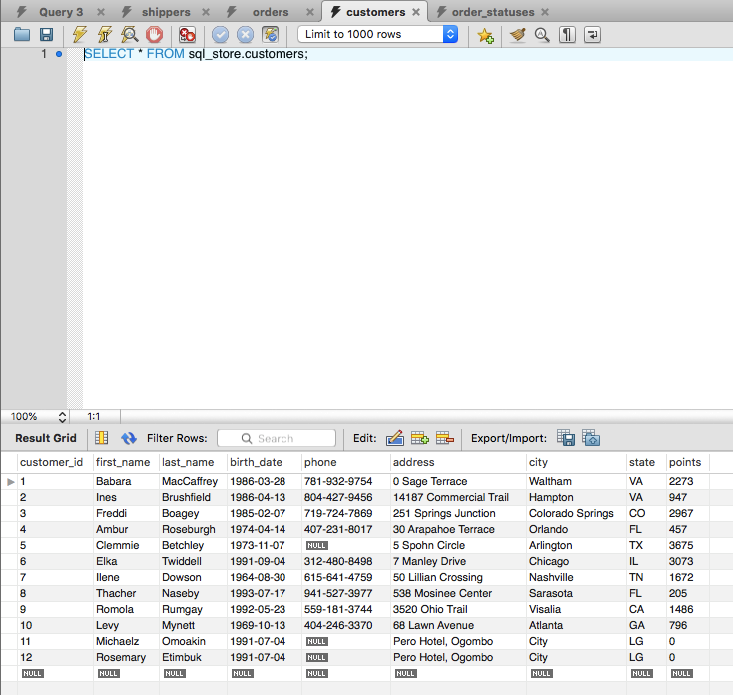 Query 3 shippers orders customers order_statuses
Limit to 1000 rows
1 SELECT * FROM sql_store.customers;
100% 1:1
Result Grid Filter Rows: Search Edit: Export/Import:
customer_id first_name last_name birth_date phone address city state points
1 Babara MacCaffrey 1986-03-28 781-932-9754 0 Sage Terrace Waltham VA 2273
2 Ines Brushfield 1986-04-13 804-427-9456 14187 Commercial Trail Hampton VA 947
3 Freddi Boagey 1985-02-07 719-724-7869 251 Springs Junction Colorado Springs CO 2967
4 Ambur Roseburgh 1974-04-14 407-231-8017 30 Arapahoe Terrace Orlando FL 457
5 Clemmie Betchley 1973-11-07 NULL 5 Spohn Circle Arlington TX 3675
6 Elka Twiddell 1991-09-04 312-480-8498 7 Manley Drive Chicago IL 3073
7 Ilene Dowson 1964-08-30 615-641-4759 50 Lillian Crossing Nashville TN 1672
8 Thacher Naseby 1993-07-17 941-527-3977 538 Mosinee Center Sarasota FL 205
9 Romola Rumgay 1992-05-23 559-181-3744 3520 Ohio Trail Visalia CA 1486
10 Levy Mynett 1969-10-13 404-246-3370 68 Lawn Avenue Atlanta GA 796
11 Michaelz Omoakin 1991-07-04 NULL Pero Hotel, Ogombo City LG 0
12 Rosemary Etimbuk 1991-07-04 NULL Pero Hotel, Ogombo City LG 0
NULL NULL NULL NULL NULL NULL NULL NULL NULL